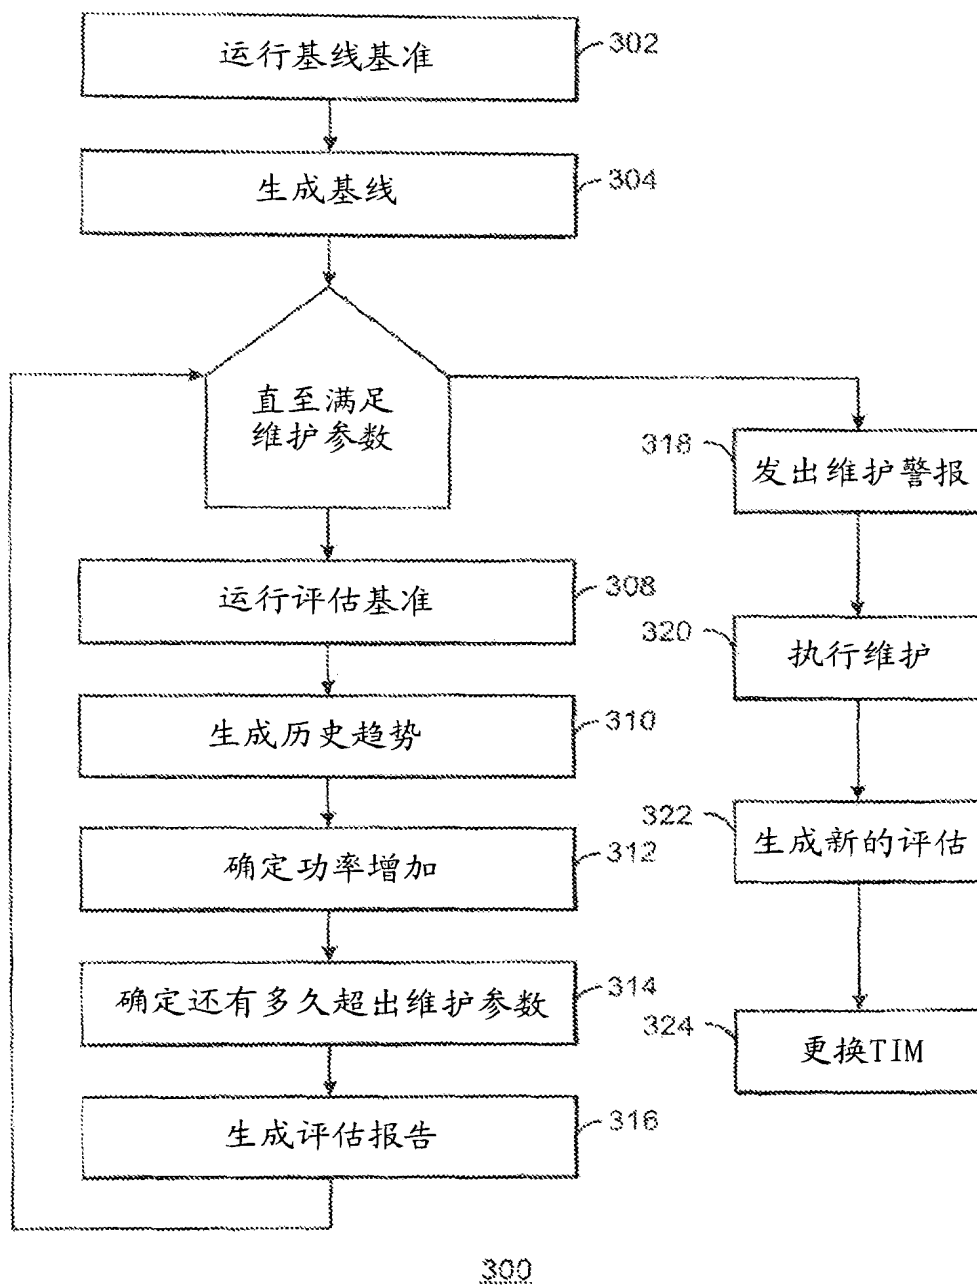 运行基线基准
302
生成基线
304
直至满足
维护参数
运行评估基准
308
生成历史趋势
310
确定功率增加
312
确定还有多久超出维护参数
314
生成评估报告
316
318
发出维护警报
320
执行维护
322
生成新的评估
324
更换TIM
300